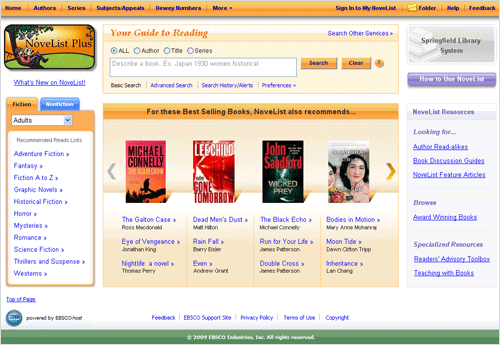 Home Authors Series Subjects/Appeals Dewey Numbers More Sign In to My NoveList Folder Help Feedback
NoveList Plus
What's New on NoveList!
Your Guide to Reading
Search Other Services »
ALL Author Title Series
Describe a book. Ex: Japan 1930 women historical
Search Clear ?
Basic Search Advanced Search Search History/Alerts Preferences »
Springfield Library
System
How to Use NoveList
Fiction Nonfiction
Adults
Recommended Reads Lists
Adventure Fiction »
Fantasy »
Fiction A to Z »
Graphic Novels »
Historical Fiction »
Horror »
Mysteries »
Romance »
Science Fiction »
Thrillers and Suspense »
Westerns »
For these Best Selling Books, NoveList also recommends...
MICHAEL
CONNELLY
THE SCARECROW
LEE CHILD
GONE
TOMORROW
John
Sandford
WICKED
PREY
The Galton Case »
Ross Macdonald
Eye of Vengeance »
Jonathan King
Nightlife: a novel »
Thomas Perry
Dead Men's Dust »
Matt Hilton
Rain Fall »
Barry Eisler
Even »
Andrew Grant
The Black Echo »
Michael Connelly
Run for Your Life »
James Patterson
Double Cross »
James Patterson
Bodies in Motion »
Mary Anne Mohanraj
Moon Tide »
Dawn Clifton Tripp
Inheritance »
Lan Chang
NoveList Resources
Looking for...
Author Read-alikes
Book Discussion Guides
NoveList Feature Articles
Browse
Award Winning Books
Specialized Resources
Readers' Advisory Toolbox
Teaching with Books
Top of Page
powered by EBSCOhost
Feedback EBSCO Support Site Privacy Policy Terms of Use Copyright
© 2009 EBSCO Industries, Inc. All rights reserved.